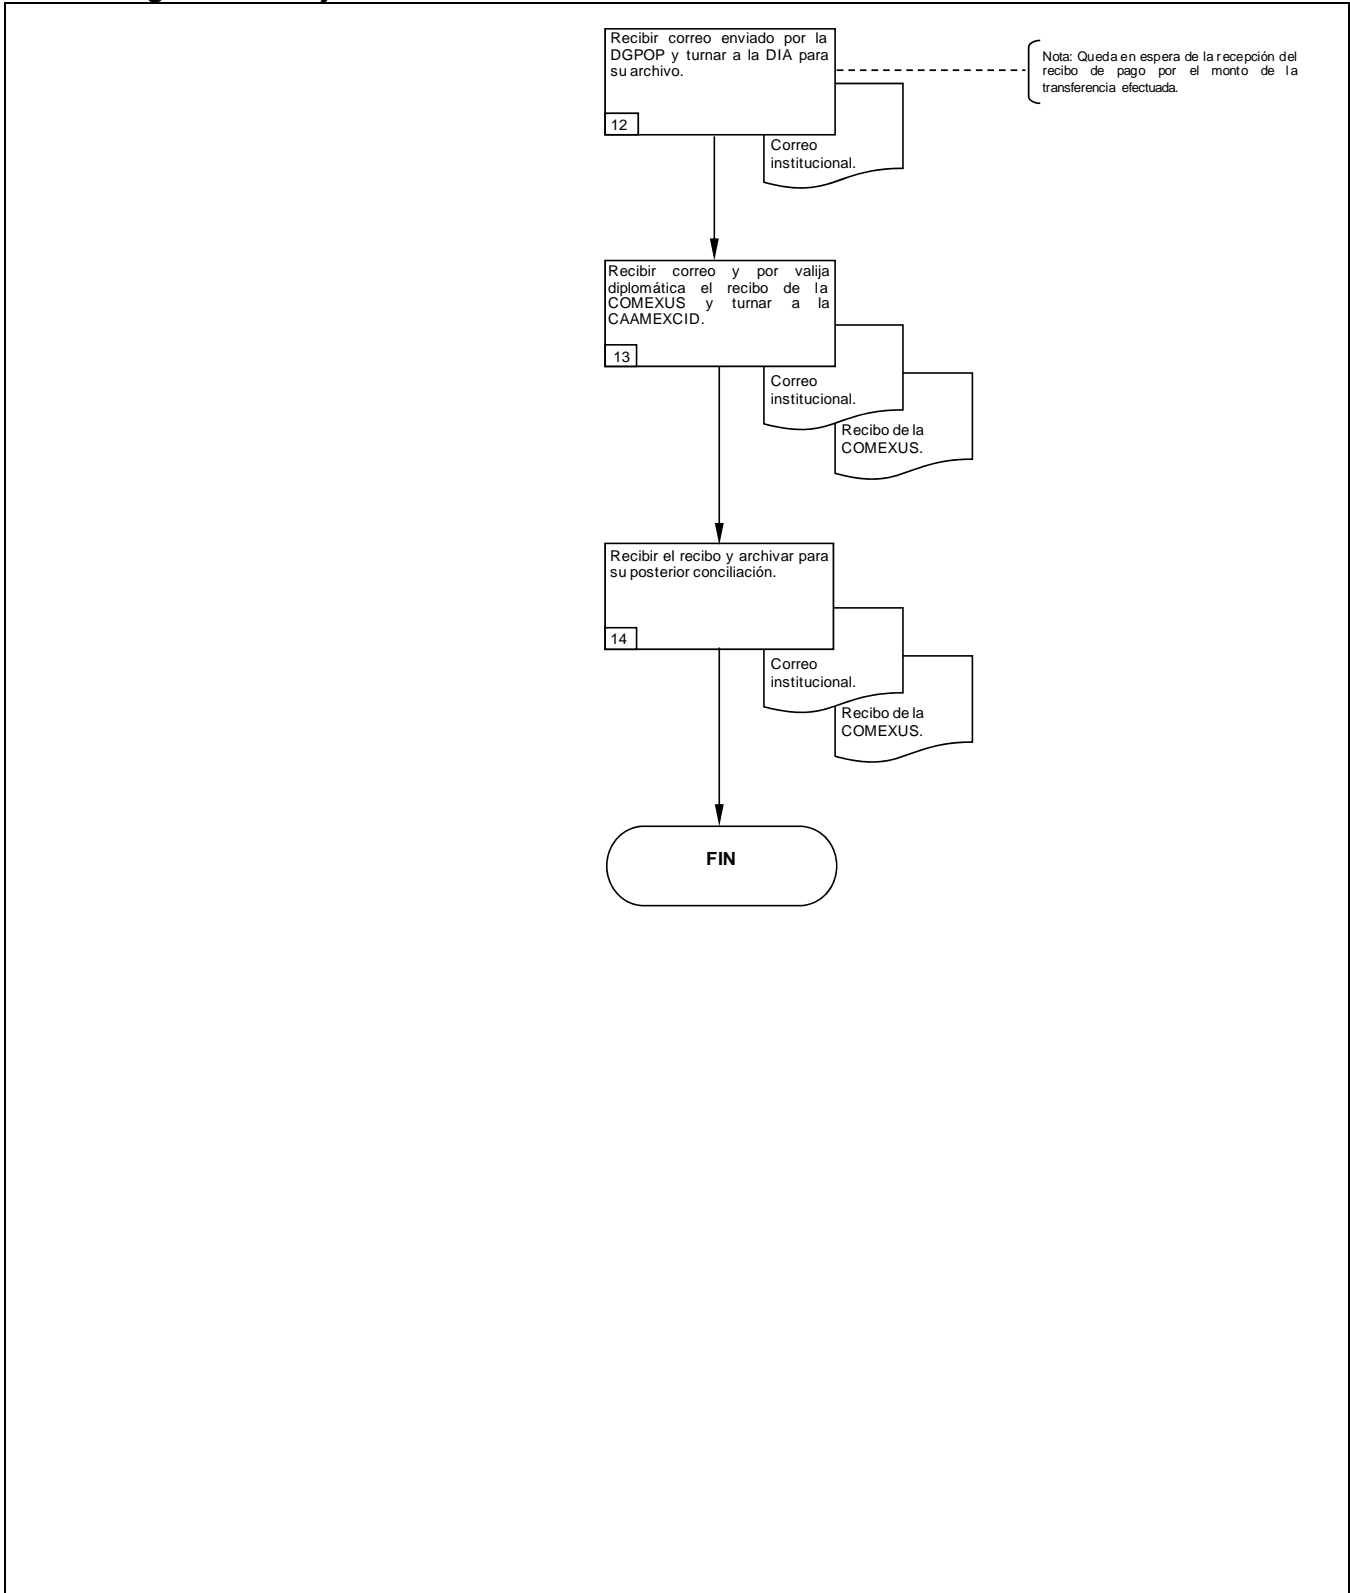 Recibir correo enviado por la
DGPOP y turnar a la DIA para
su archivo.
12
Correo
institucional.
Nota: Queda en espera de la recepción del
recibo de pago por el monto de la
transferencia efectuada.
Recibir correo y por valija
diplomática el recibo de la
COMEXUS y turnar a la
CAAMEXCID.
13
Correo
institucional.
Recibo de la
COMEXUS.
Recibir el recibo y archivar para
su posterior conciliación.
14
Correo
institucional.
Recibo de la
COMEXUS.
FIN